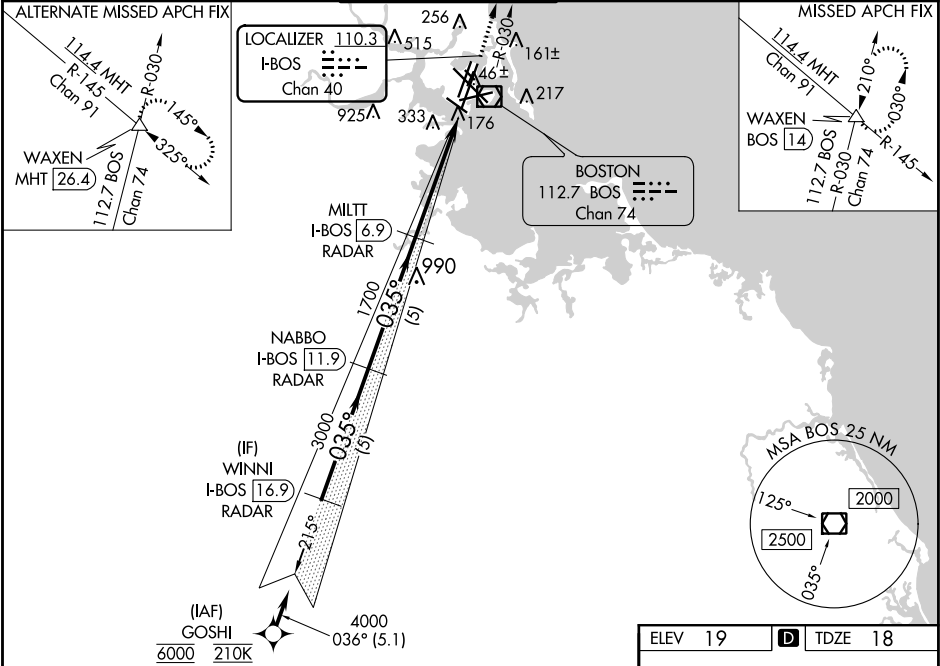 ALTERNATE MISSED APCH FIX
114.4 MHT
R-145
Chan 91
R-030
145°
325°
WAXEN
MHT 26.4
112.7 BOS
Chan 74
LOCALIZER 110.3
I-BOS
Chan 40
256
515
R-030
161±
46±
217
925
333
176
BOSTON
112.7 BOS
Chan 74
MISSED APCH FIX
114.4 MHT
Chan 91
210°
030°
WAXEN
BOS 14
R-145
112.7 BOS
R-030
Chan 74
MILTT
I-BOS 6.9
RADAR
990
1700
035°
(5)
NABBO
I-BOS 11.9
RADAR
3000
035°
(5)
(IF)
WINNI
I-BOS 16.9
RADAR
215°
(IAF)
GOSHI
6000 210K
4000
036° (5.1)
MSA BOS 25 NM
125°
2000
2500
035°
ELEV 19 D TDZE 18